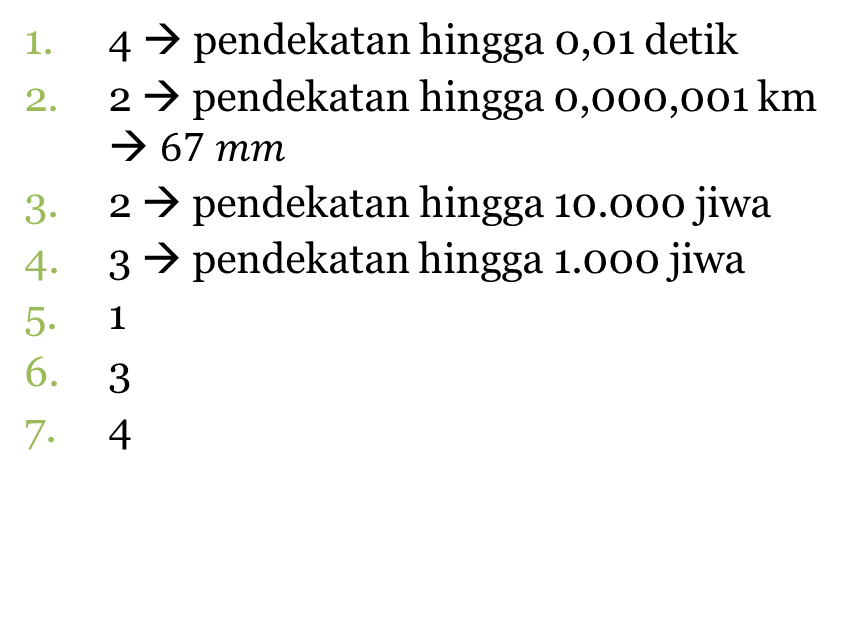 1. 4 → pendekatan hingga 0,01 detik
2. 2 → pendekatan hingga 0,000,001 km
→ 67 mm
3. 2 → pendekatan hingga 10.000 jiwa
4. 3 → pendekatan hingga 1.000 jiwa
5. 1
6. 3
7. 4